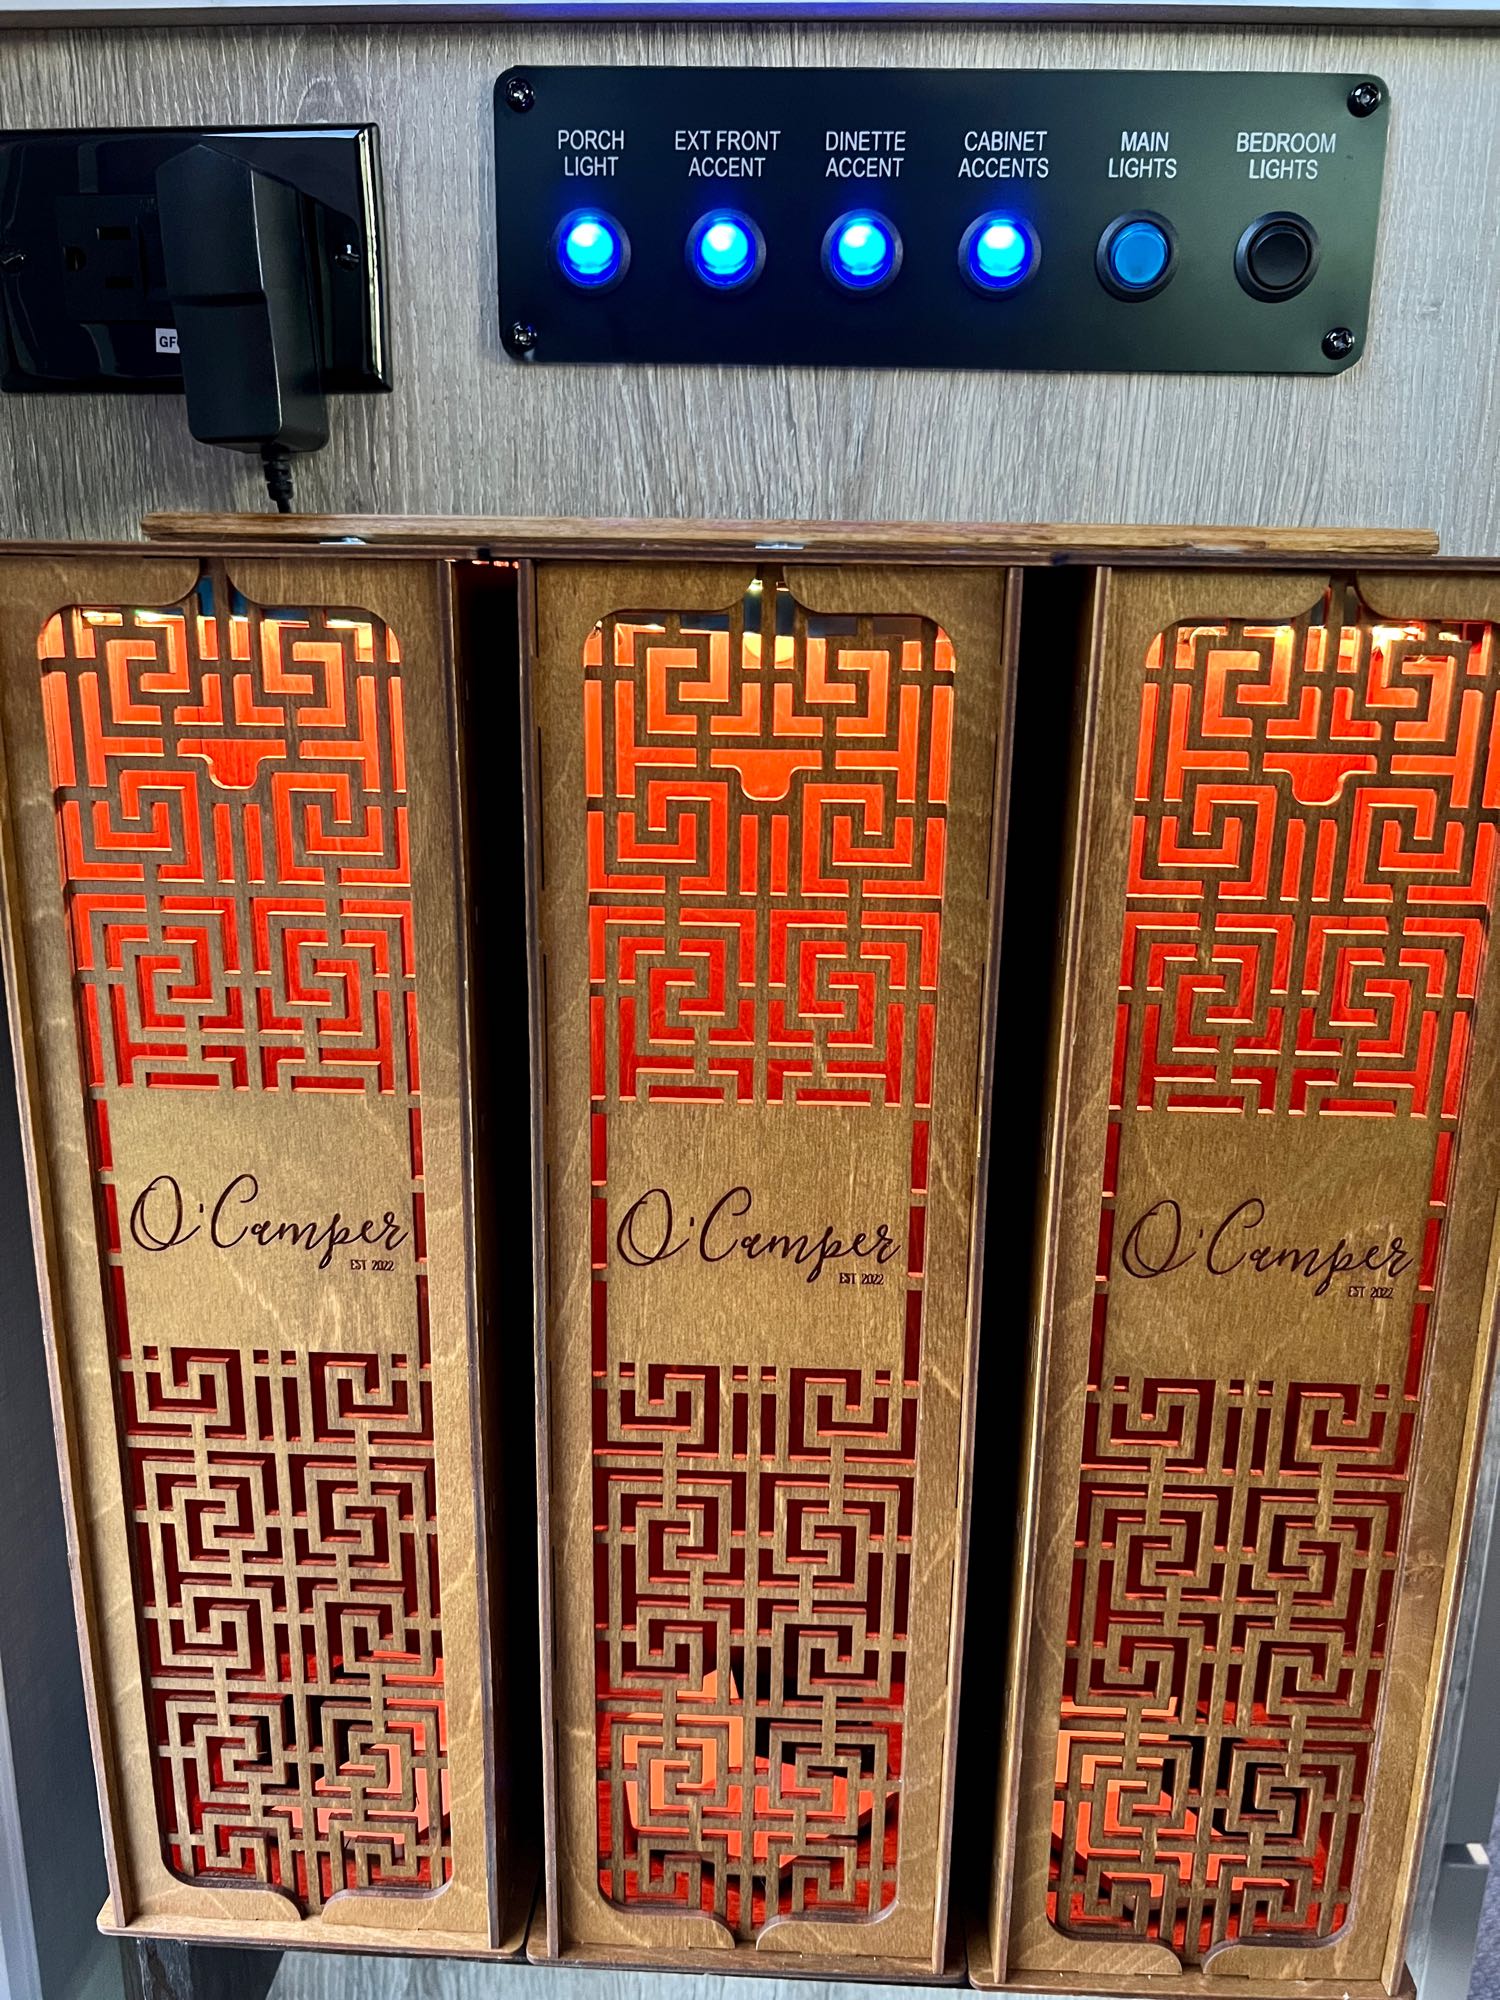 PORCH
LIGHT
EXT FRONT
ACCENT
DINETTE
ACCENT
CABINET
ACCENTS
MAIN
LIGHTS
BEDROOM
LIGHTS
O'Camper
EST 2022
O'Camper
EST 2022
O'Camper
EST 2022